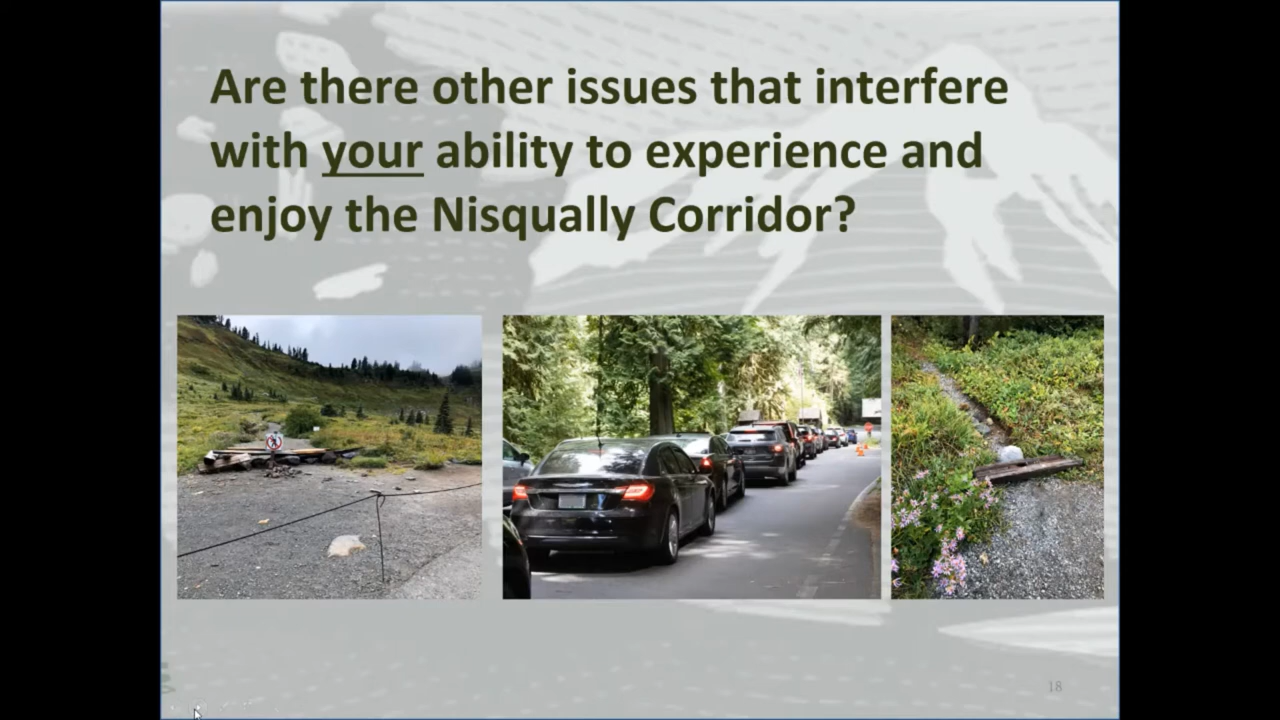 Are there other issues that interfere
with your ability to experience and
enjoy the Nisqually Corridor?
18